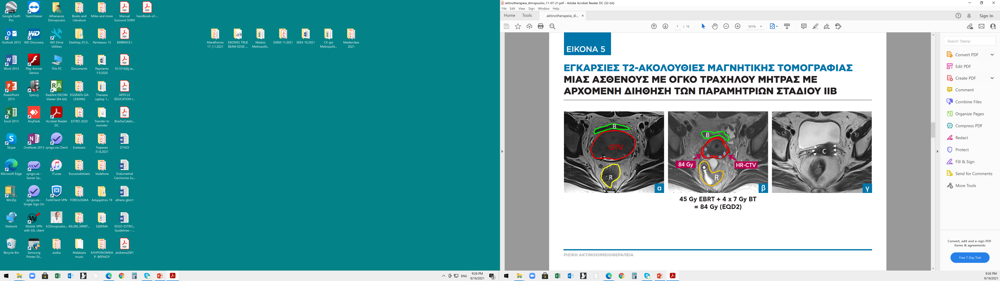 Google Earth Pro
TeamViewer
Athanasios Dimopoulos
Books and Literature
Miles and more
Manual Suround SONY
handbook-of-...
Outlook 2013
WD Discovery
WD Drive Utilities
Desktop_01.0...
Parnassou 15
EMBRACE I
Marathonos 17_1.1.2021
EIKONES TRUE BEAM EDGE ...
Mastos Metropolit...
EXEM 11.2021
EEEA 10.2021
CV gia Metropolit...
Masterclass 2021
Word 2013
Play Animal Genius
This PC
Documents
Payments 1.9.2020
10.1016@j.ra...
PowerPoint 2013
Speccy
RadiAnt DICOM Viewer (64-bit)
EGGRAFA GIA LEASING
Thanasis Laptop 1...
ARTICLE EDUCATION I...
Excel 2013
AnyDesk
Acrobat Reader DC
ESTRO 2020
Transfer to monster
BrachyCatalo...
Skype
OneNote 2013
syngo.via Client
Exetaseis
Trapezes 31.8.2021
ΣΤΙΧΟΙ
Microsoft Edge
syngo.via - Server Se...
iTunes
Exousiodotiseis
Vodafone
Endometrial Carcinoma Su...
WinZip
syngo.via - Single Sign On
FortiClient VPN
FOROLOGIKA
Ασυρμάτου 19
athens gbm1
Network
Mobile VPN with SSL client
A.Dimopoulos...
KILLINI_SPART...
ΕΔΕΚΜΑ
ESGO-ESTRO... Guidelines - ...
Recycle Bin
Samsung Printer Di...
aodos
Malakasis music
ΚΛΗΡΟΝΟΜΙΚΑ Ρ. ΦΕΡΑΙΟΥ
andrews2001
ENG
9:26 PM
9/19/2021
2
aktinotherapeia_dimopoulos_11-07-21.pdf - Adobe Acrobat Reader DC (32-bit)
File Edit View Sign Window Help
Home Tools aktinotherapeia_di... ×
Sign In
7 / 15
101%
ΕΙΚΟΝΑ 5
ΕΓΚΑΡΣΙΕΣ Τ2-ΑΚΟΛΟΥΘΙΕΣ ΜΑΓΝΗΤΙΚΗΣ ΤΟΜΟΓΡΑΦΙΑΣ
ΜΙΑΣ ΑΣΘΕΝΟΥΣ ΜΕ ΟΓΚΟ ΤΡΑΧΗΛΟΥ ΜΗΤΡΑΣ ΜΕ
ΑΡΧΟΜΕΝΗ ΔΙΗΘΗΣΗ ΤΩΝ ΠΑΡΑΜΗΤΡΙΩΝ ΣΤΑΔΙΟΥ ΙΙΒ
B
GTV
R
α
B
84 Gy
HR-CTV
R
β
C
γ
45 Gy EBRT + 4 x 7 Gy BT
= 84 Gy (EQD2)
ΡΙΖΙΚΗ ΑΚΤΙΝΟΧΗΜΕΙΟΘΕΡΑΠΕΙΑ
Search 'Stamp'
Convert PDF
Edit PDF
Create PDF
Comment
Combine Files
Organize Pages
Compress PDF
Redact
Protect
Fill & Sign
Send for Comments
More Tools
Convert, edit and e-sign PDF
forms & agreements
Free 7-Day Trial
9:26 PM
9/19/2021